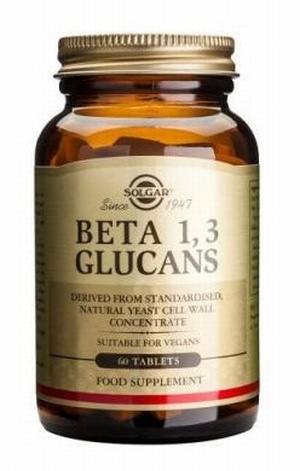 SOLGAR®
Since 1947
BETA 1, 3
GLUCANS
DERIVED FROM STANDARDISED,
NATURAL YEAST CELL WALL
CONCENTRATE
SUITABLE FOR VEGANS
60 TABLETS
FOOD SUPPLEMENT